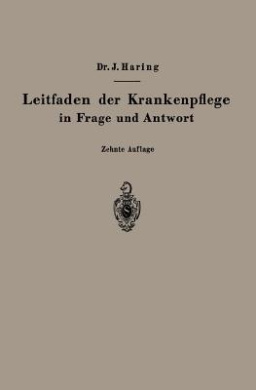 Dr. J. Haring
Leitfaden der Krankenpflege
in Frage und Antwort
Zehnte Auflage